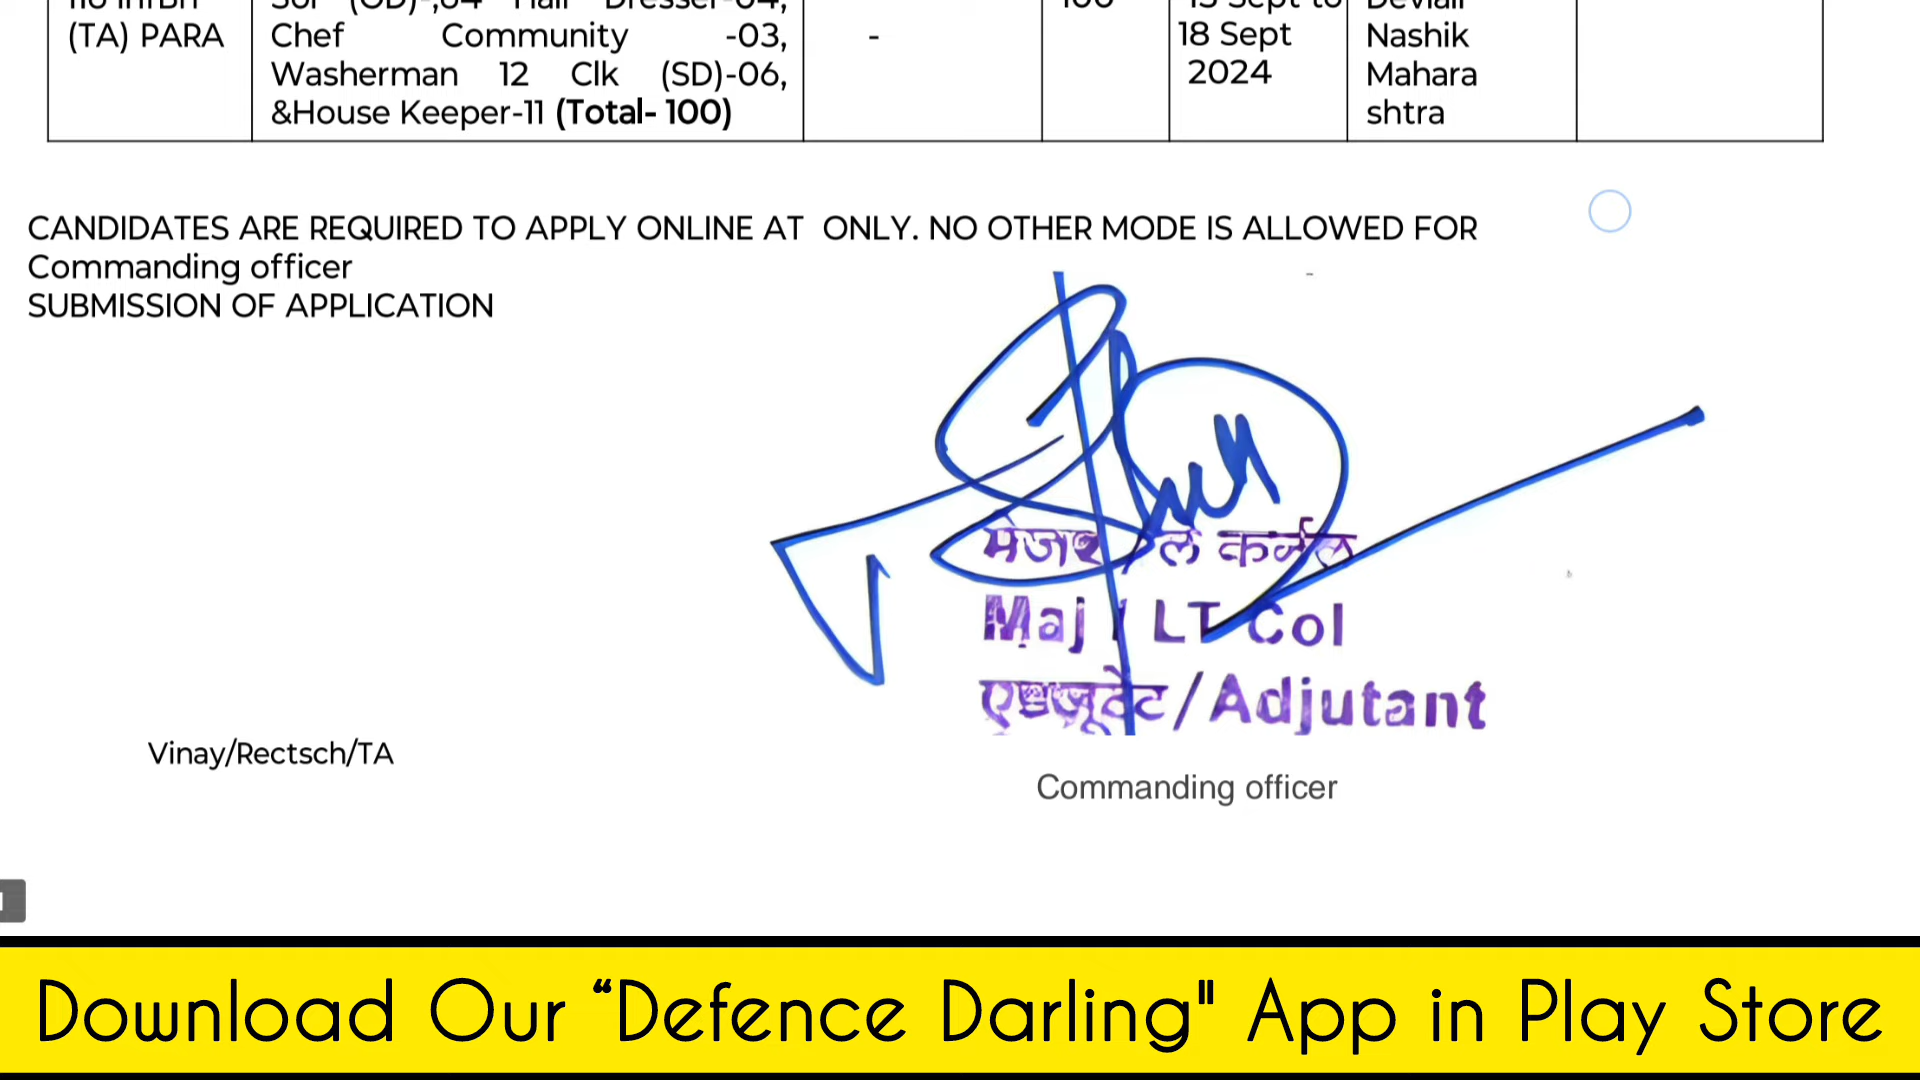 (TA) PARA
Chef Community -03,
Washerman 12 Clk (SD)-06,
&House Keeper-11 (Total- 100)
-
18 Sept
2024
Nashik
Mahara
shtra
CANDIDATES ARE REQUIRED TO APPLY ONLINE AT ONLY. NO OTHER MODE IS ALLOWED FOR
Commanding officer
SUBMISSION OF APPLICATION
मेजर / ले कर्नल
Maj / LT Col
एडजूटेंट/Adjutant
Vinay/Rectsch/TA
Commanding officer
Download Our “Defence Darling" App in Play Store